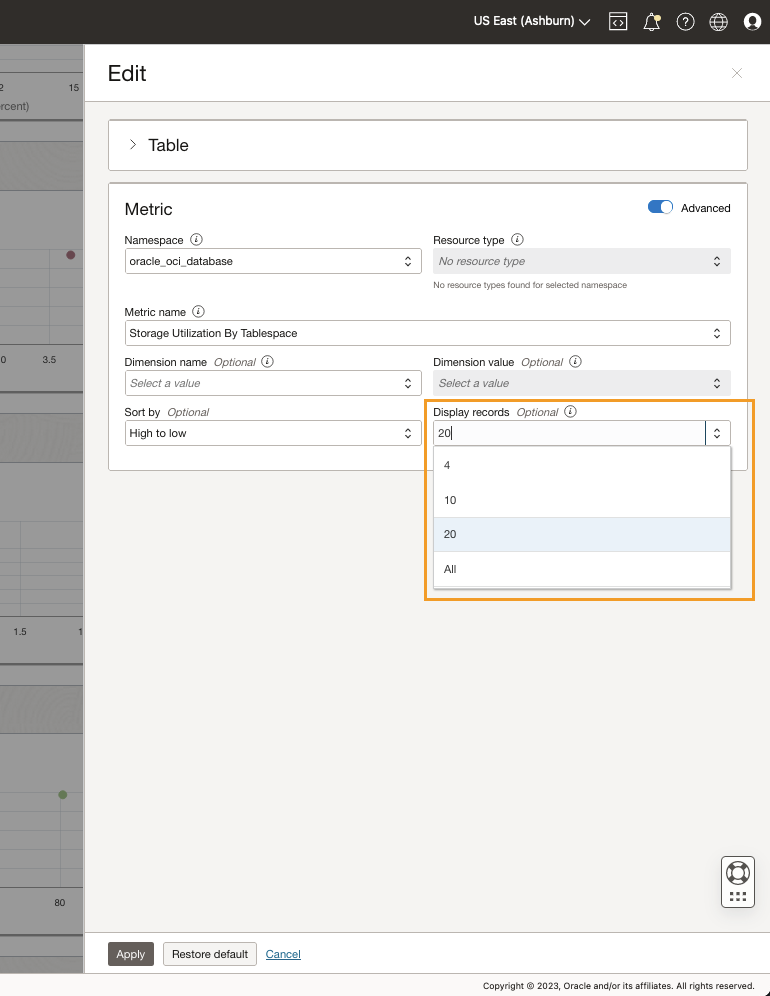 US East (Ashburn)
2 15
rcent)
0 3.5
1.5 1
80
Edit
Table
Metric
Advanced
Namespace
Resource type
oracle_oci_database
No resource type
No resource types found for selected namespace
Metric name
Storage Utilization By Tablespace
Dimension name Optional
Dimension value Optional
Select a value
Select a value
Sort by Optional
Display records Optional
High to low
20
4
10
20
All
Apply
Restore default
Cancel
Copyright © 2023, Oracle and/or its affiliates. All rights reserved.